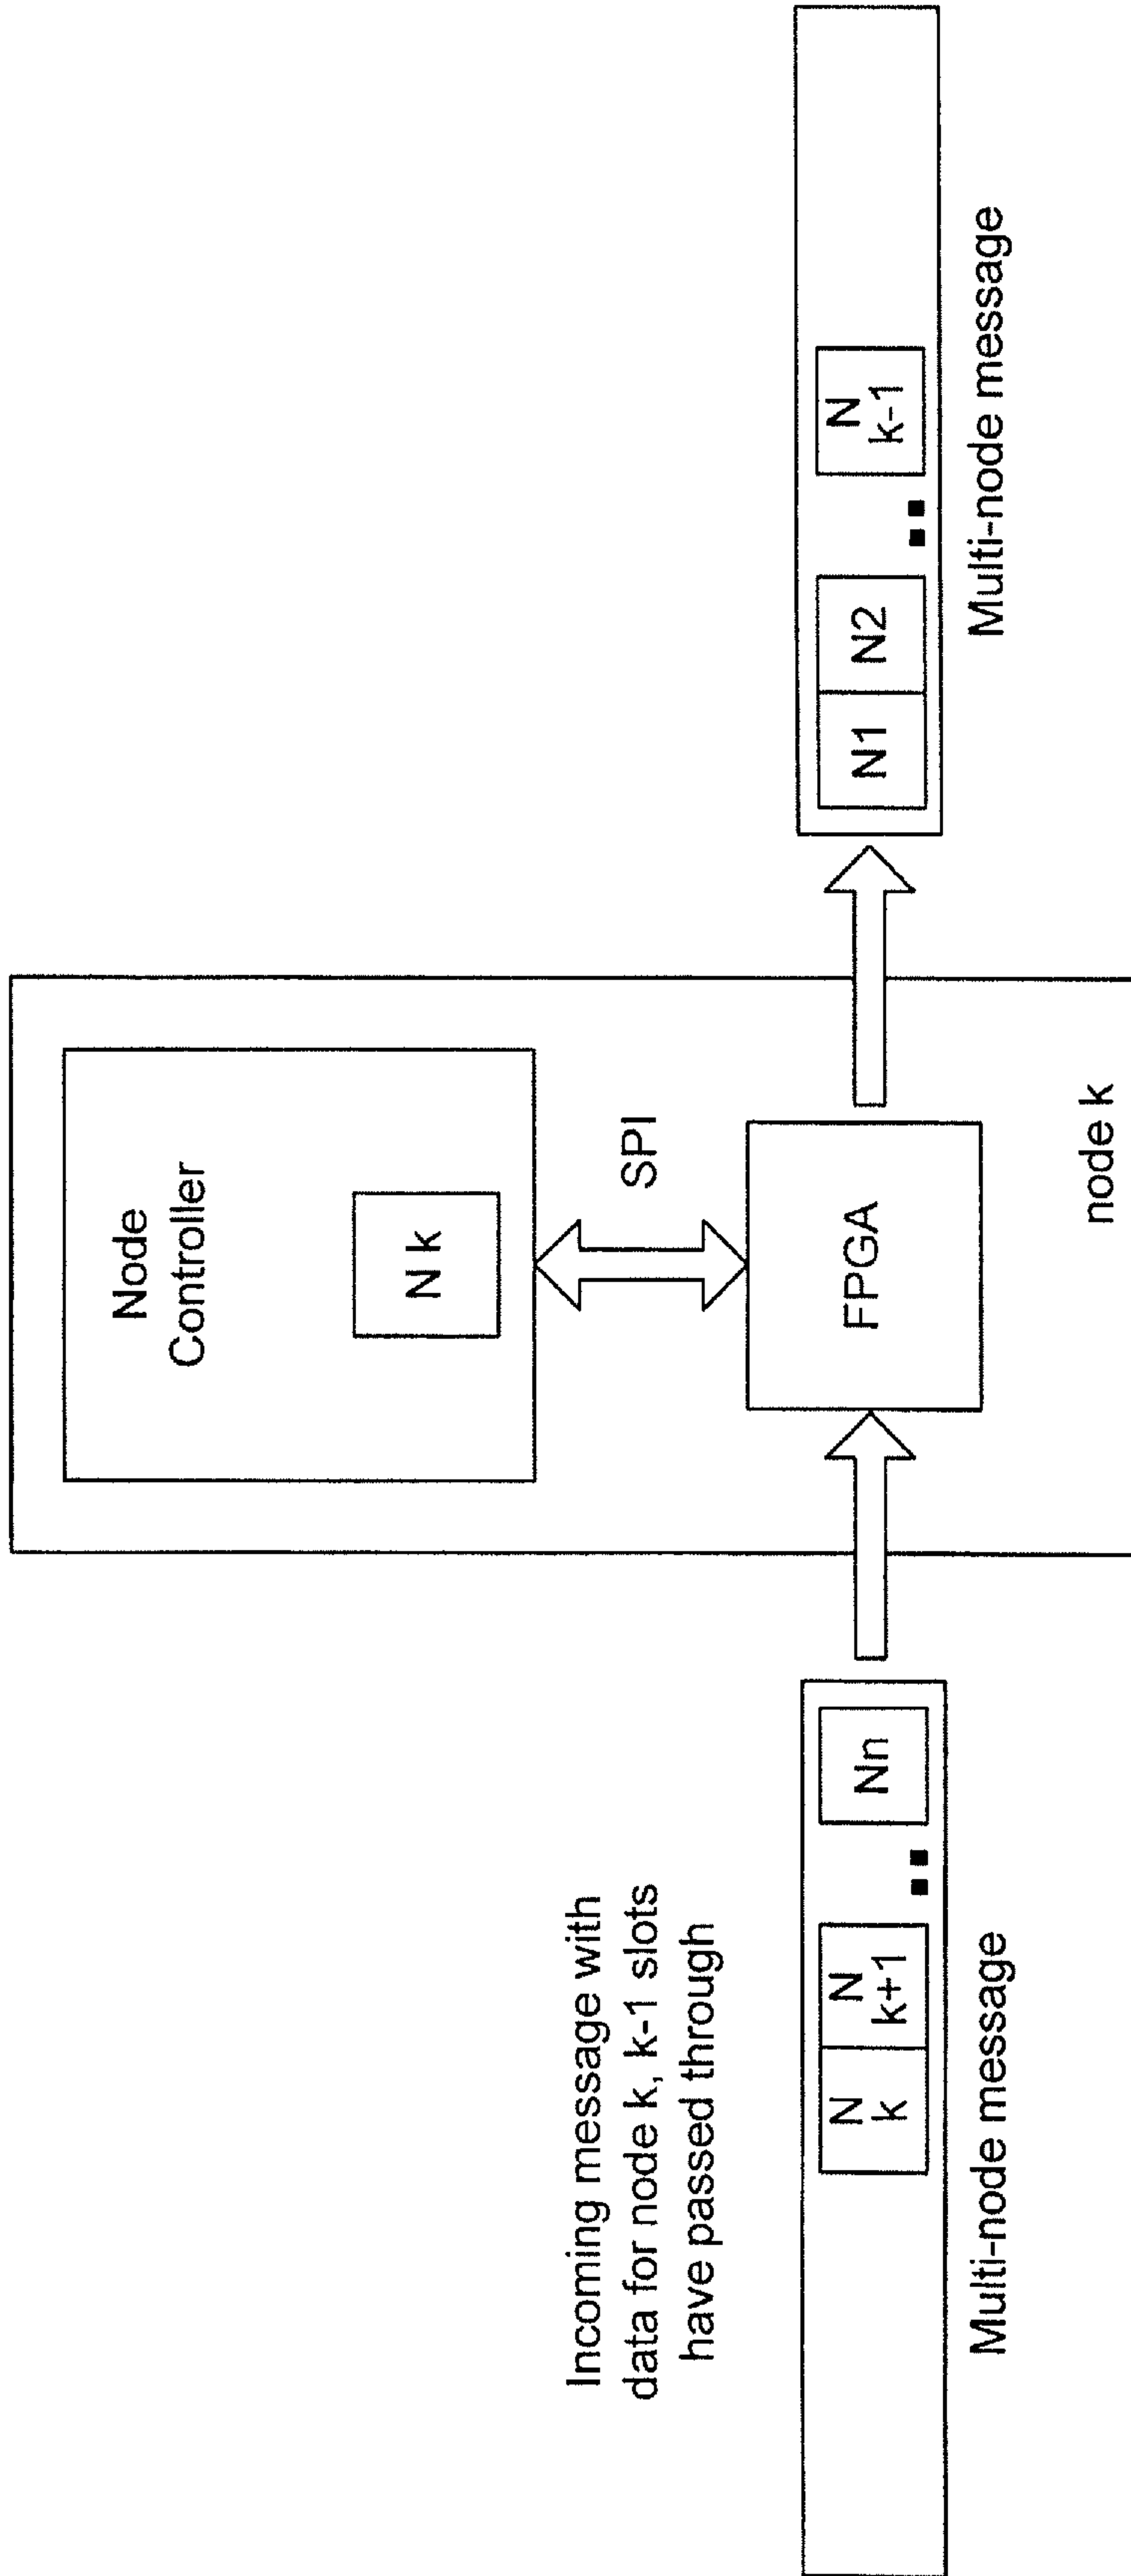 Node
Controller
N k
SPI
FPGA
node k
Incoming message with
data for node k, k-1 slots
have passed through
N
k
N
k+1
Nn
Multi-node message
N1
N2
N
k-1
Multi-node message